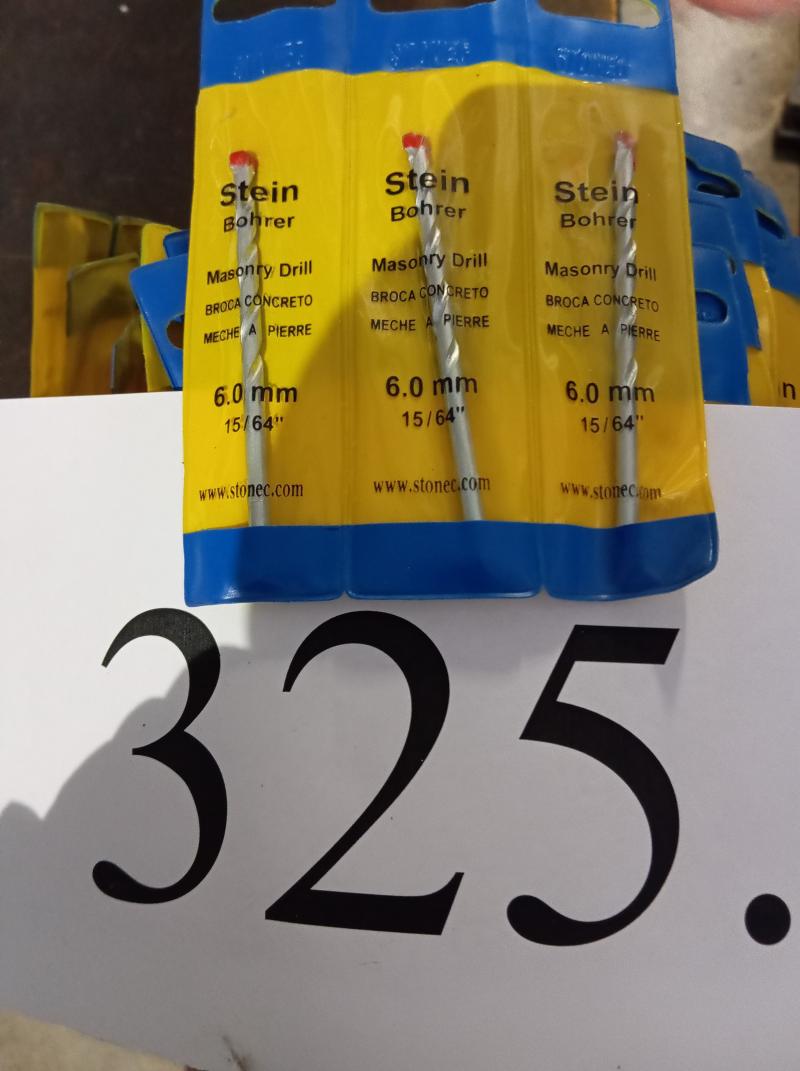 Stein
Bohrer
Masonry Drill
BROCA CONCRETO
MECHE A PIERRE
6.0 mm
15/64"
www.stonec.com
Stein
Bohrer
Masonry Drill
BROCA CONCRETO
MECHE A PIERRE
6.0 mm
15/64"
www.stonec.com
Stein
Bohrer
Masonry Drill
BROCA CONCRETO
MECHE A PIERRE
6.0 mm
15/64"
www.stonec.com
325.